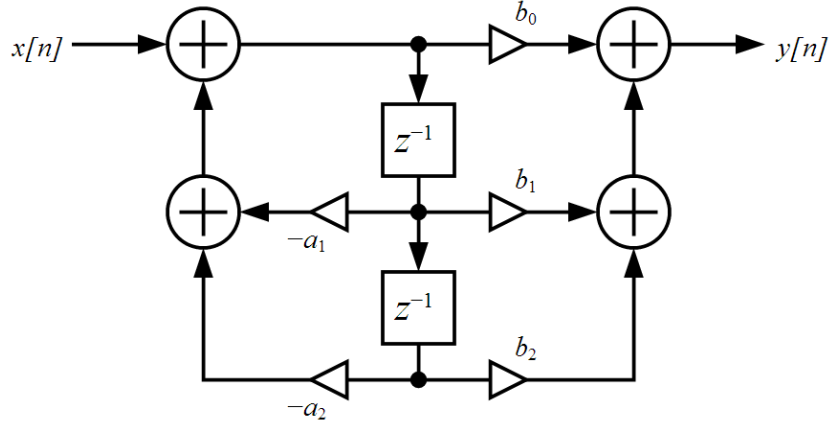 x[n] b₀ y[n]
z⁻¹
−a₁ b₁
z⁻¹
−a₂ b₂